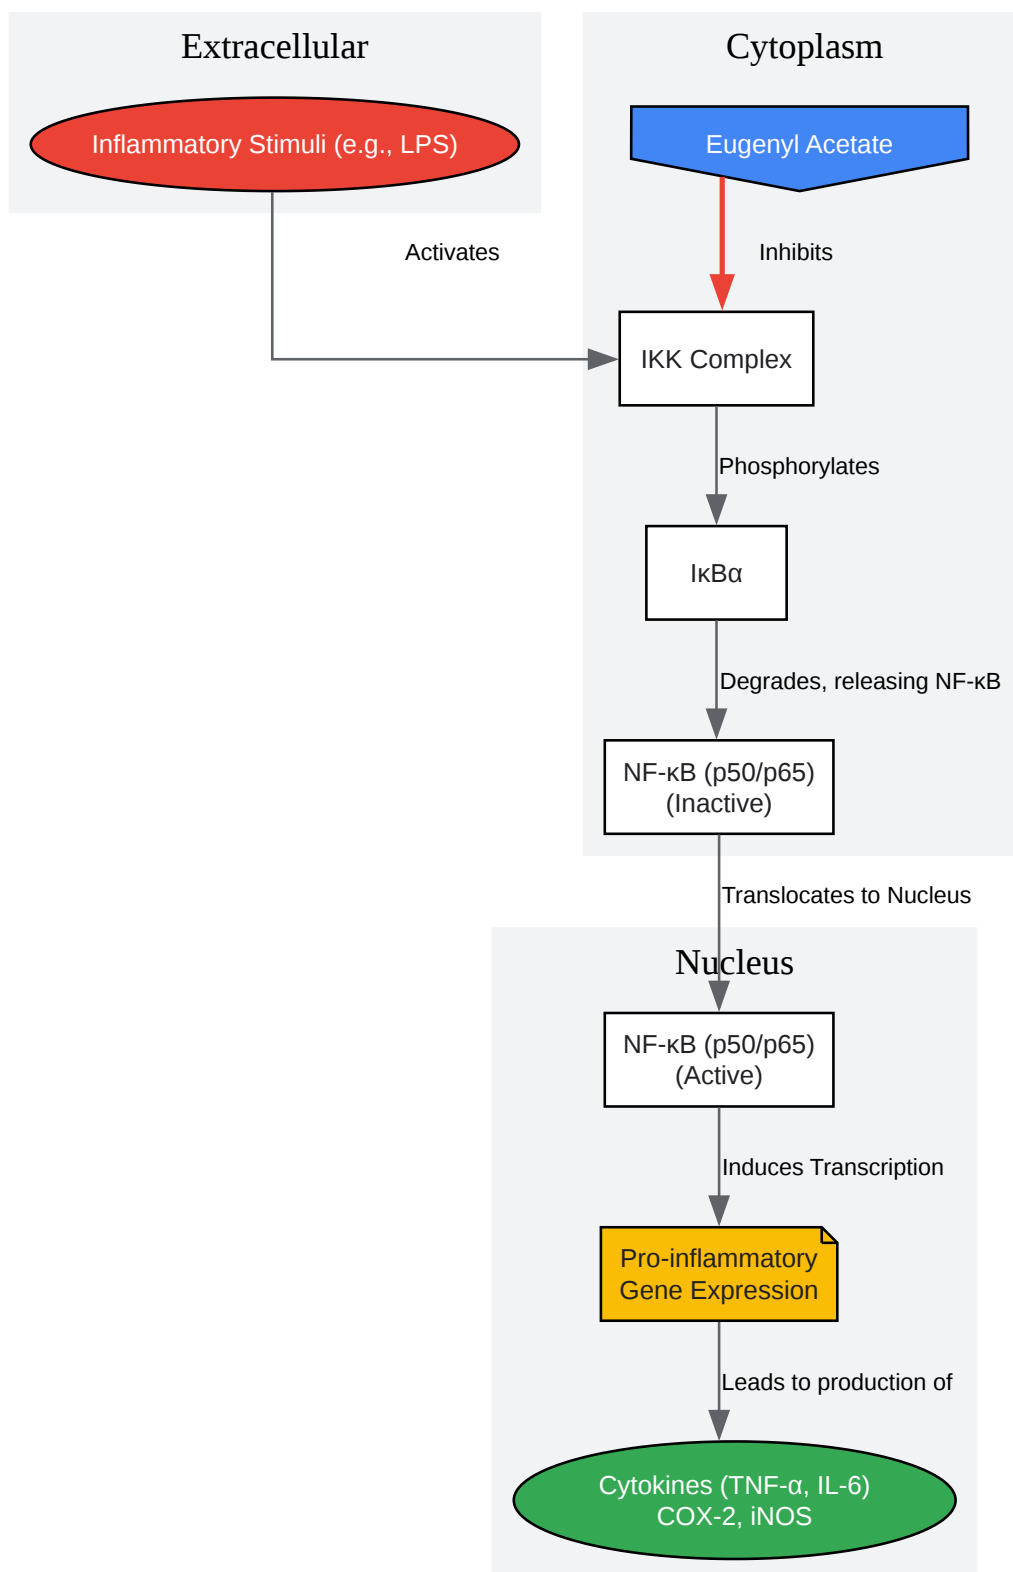 Extracellular
Cytoplasm
Inflammatory Stimuli (e.g., LPS)
Eugenyl Acetate
Activates
Inhibits
IKK Complex
Phosphorylates
IκBα
Degrades, releasing NF-κB
NF-κB (p50/p65)
(Inactive)
Translocates to Nucleus
Nucleus
NF-κB (p50/p65)
(Active)
Induces Transcription
Pro-inflammatory
Gene Expression
Leads to production of
Cytokines (TNF-α, IL-6)
COX-2, iNOS